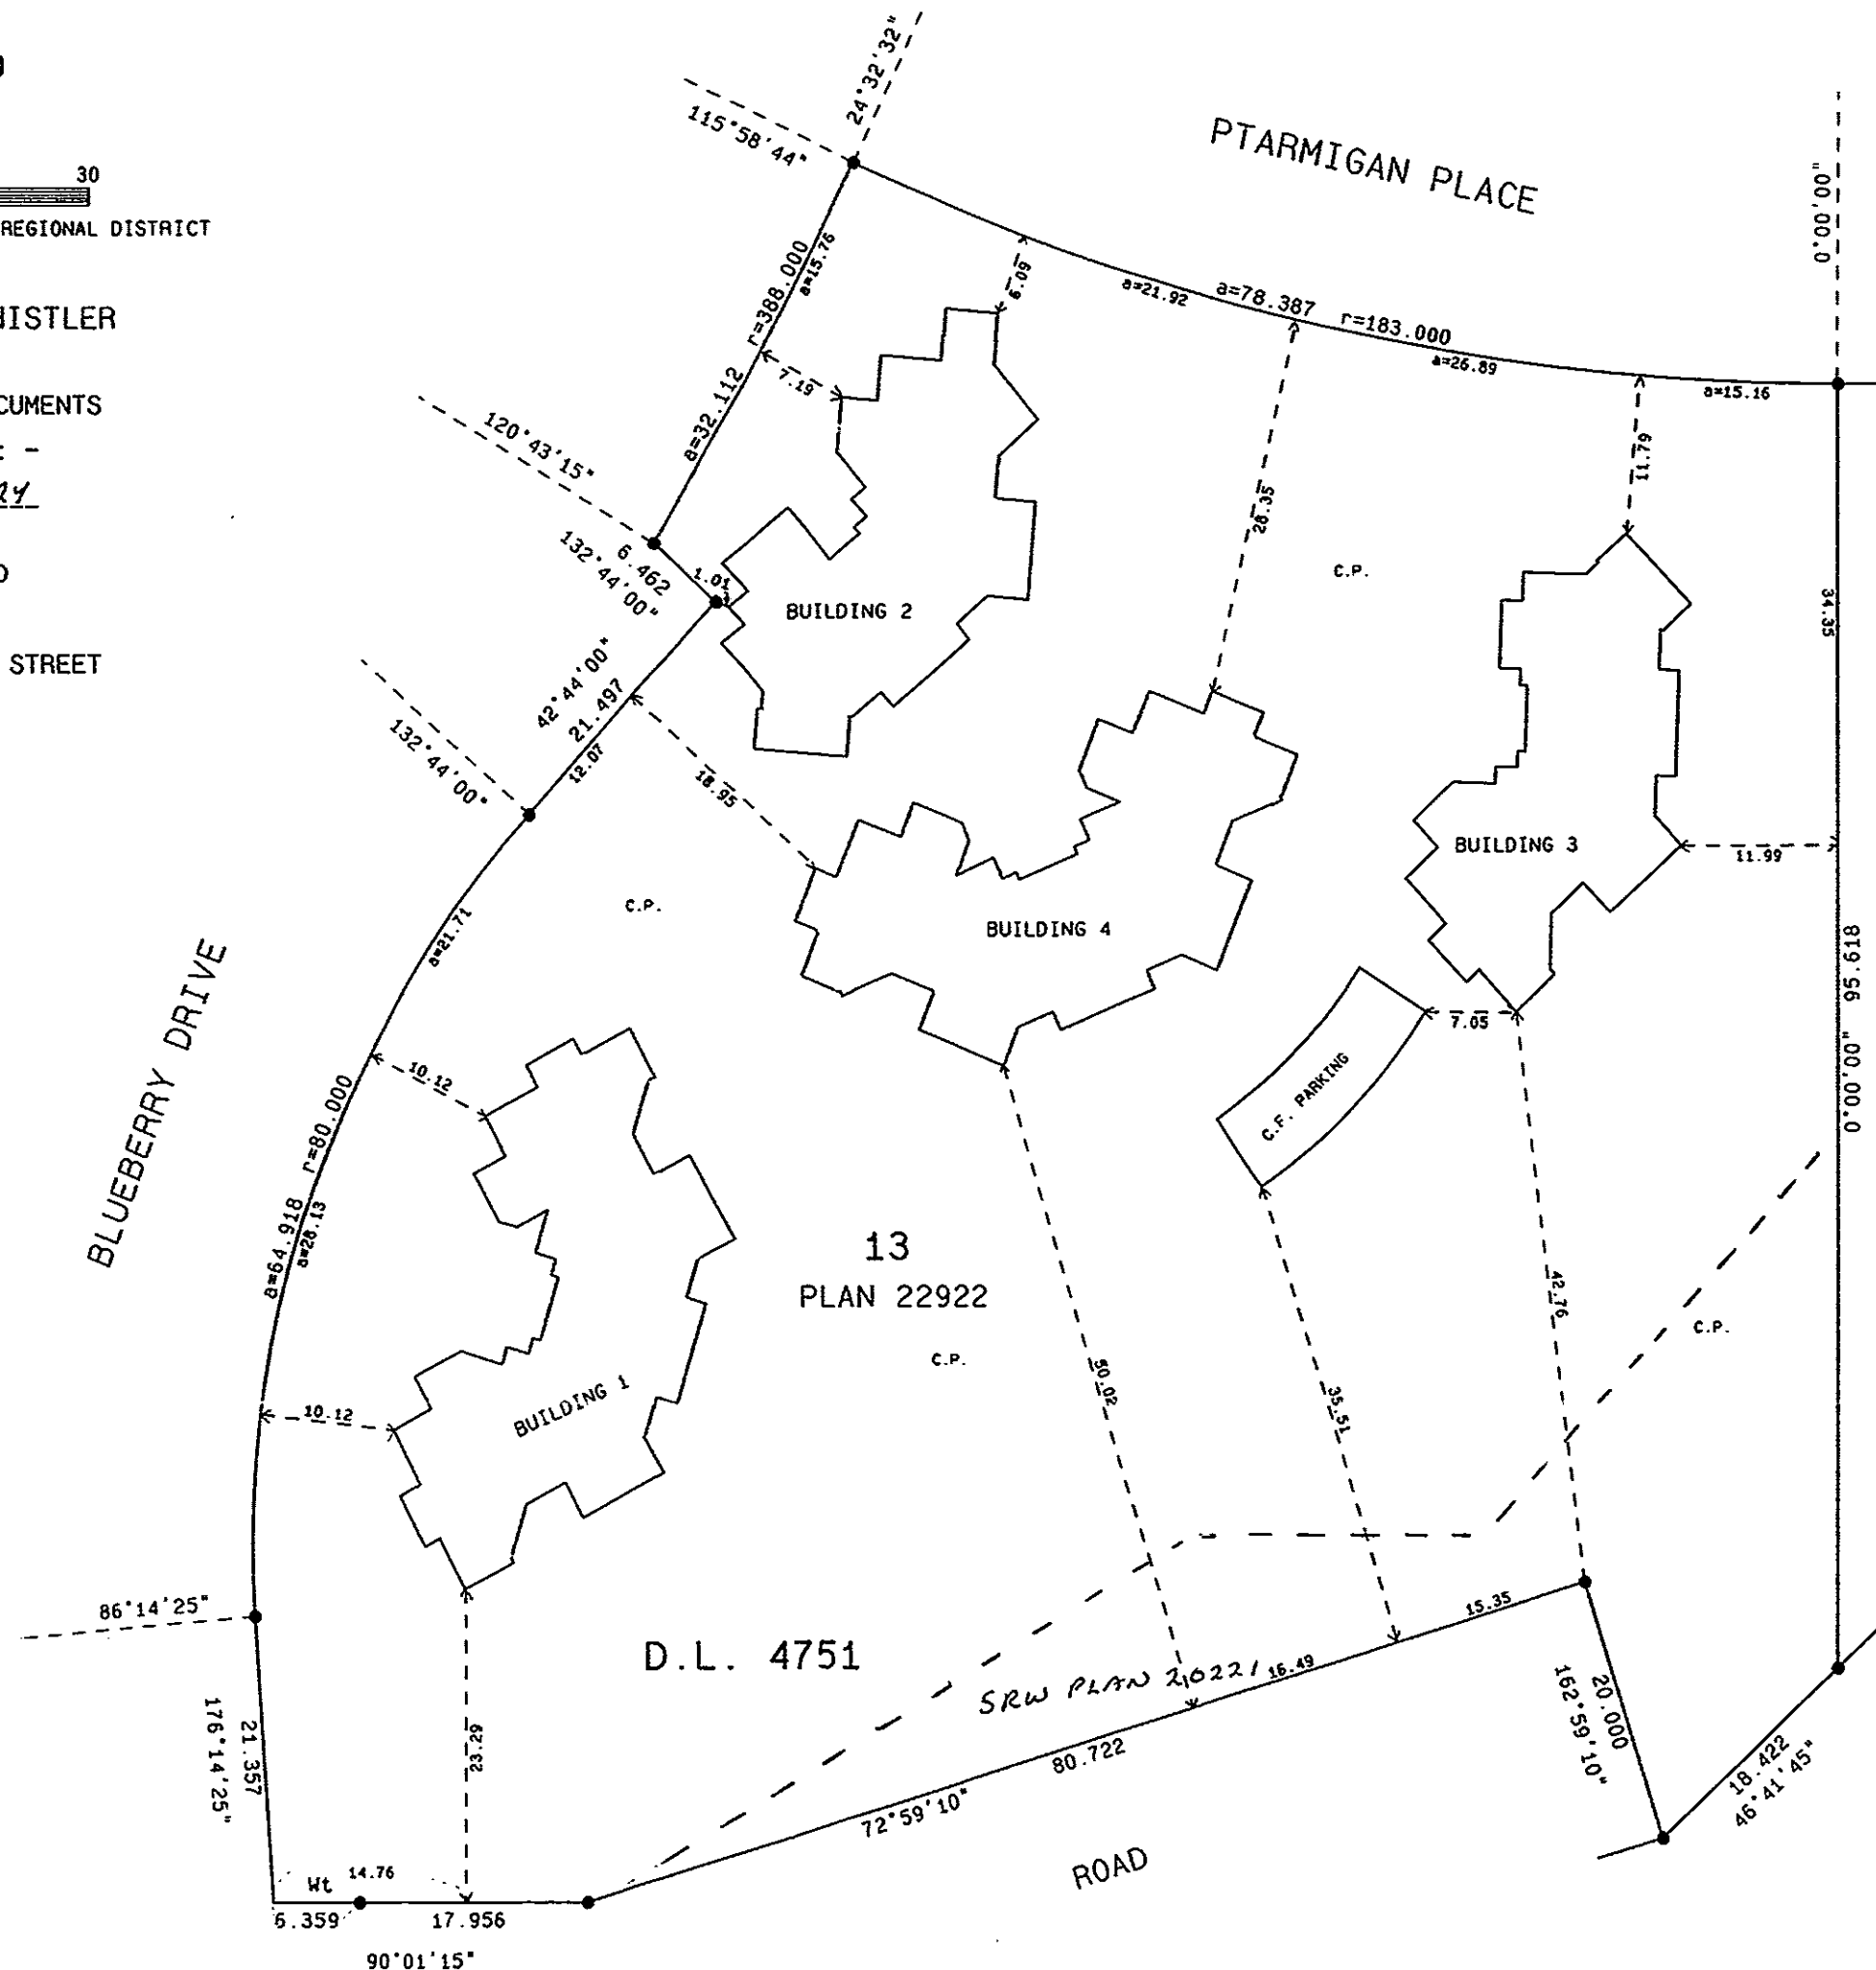 30
REGIONAL DISTRICT
CUMENTS
STREET
24°32'32"
115°58'44"
PTARMIGAN PLACE
0°00'00"
r=388.000
a=15.76
a=32.112
6.09
a=21.92
a=78.387
r=183.000
a=26.89
a=15.16
7.19
11.79
120°43'15"
28.35
6.462
132°44'00"
1.01
BUILDING 2
C.P.
34.35
42°44'00"
21.497
12.07
132°44'00"
18.95
BUILDING 3
11.99
C.P.
BUILDING 4
a=21.71
95.918
0°00'00"
BLUEBERRY DRIVE
7.05
C.F. PARKING
10.12
r=80.000
a=64.918
a=28.13
13
PLAN 22922
42.76
C.P.
C.P.
50.02
35.51
BUILDING 1
10.12
86°14'25"
D.L. 4751
15.35
SRW PLAN 20221
16.49
20.000
162°59'10"
176°14'25"
21.357
23.29
80.722
72°59'10"
18.422
46°41'45"
ROAD
Wt
14.76
6.359
17.956
90°01'15"